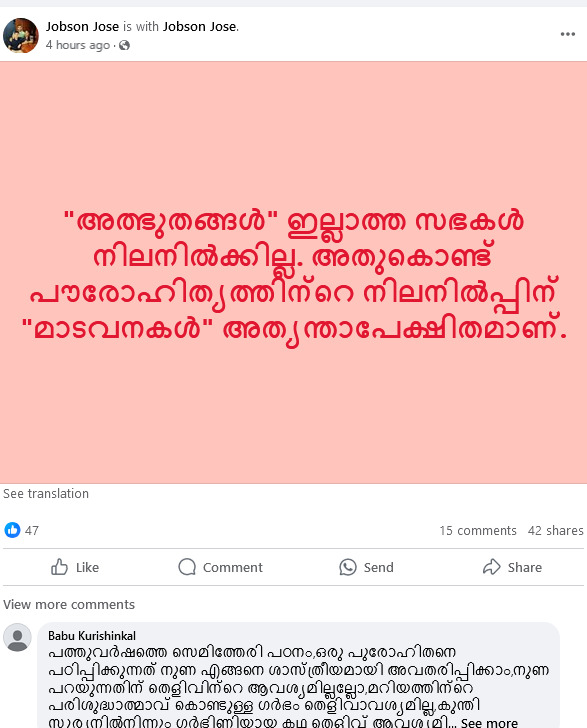 Jobson Jose is with Jobson Jose.
4 hours ago
"അത്ഭുതങ്ങൾ" ഇല്ലാത്ത സഭകൾ
നിലനിൽക്കില്ല. അതുകൊണ്ട്
പൗരോഹിത്യത്തിന്റെ നിലനിൽപ്പിന്
"മാടവനകൾ" അത്യന്താപേക്ഷിതമാണ്.
See translation
47
15 comments 42 shares
Like Comment Send Share
View more comments
Babu Kurishinkal
പത്തുവർഷത്തെ സെമിത്തേരി പഠനം,ഒരു പുരോഹിതനെ
പഠിപ്പിക്കുന്നത് നുണ എങ്ങനെ ശാസ്ത്രീയമായി അവതരിപ്പിക്കാം,നുണ
പറയുന്നതിന് തെളിവിന്റെ ആവശ്യമില്ലല്ലോ,മറിയത്തിന്റെ
പരിശുദ്ധാത്മാവ് കൊണ്ടുള്ള ഗർഭം തെളിവാവശ്യമില്ല,കുന്തി
സൂര്യനിൽനിന്നും ഗർഭിണിയായ കഥ തെളിവ് ആവശ്യമി... See more